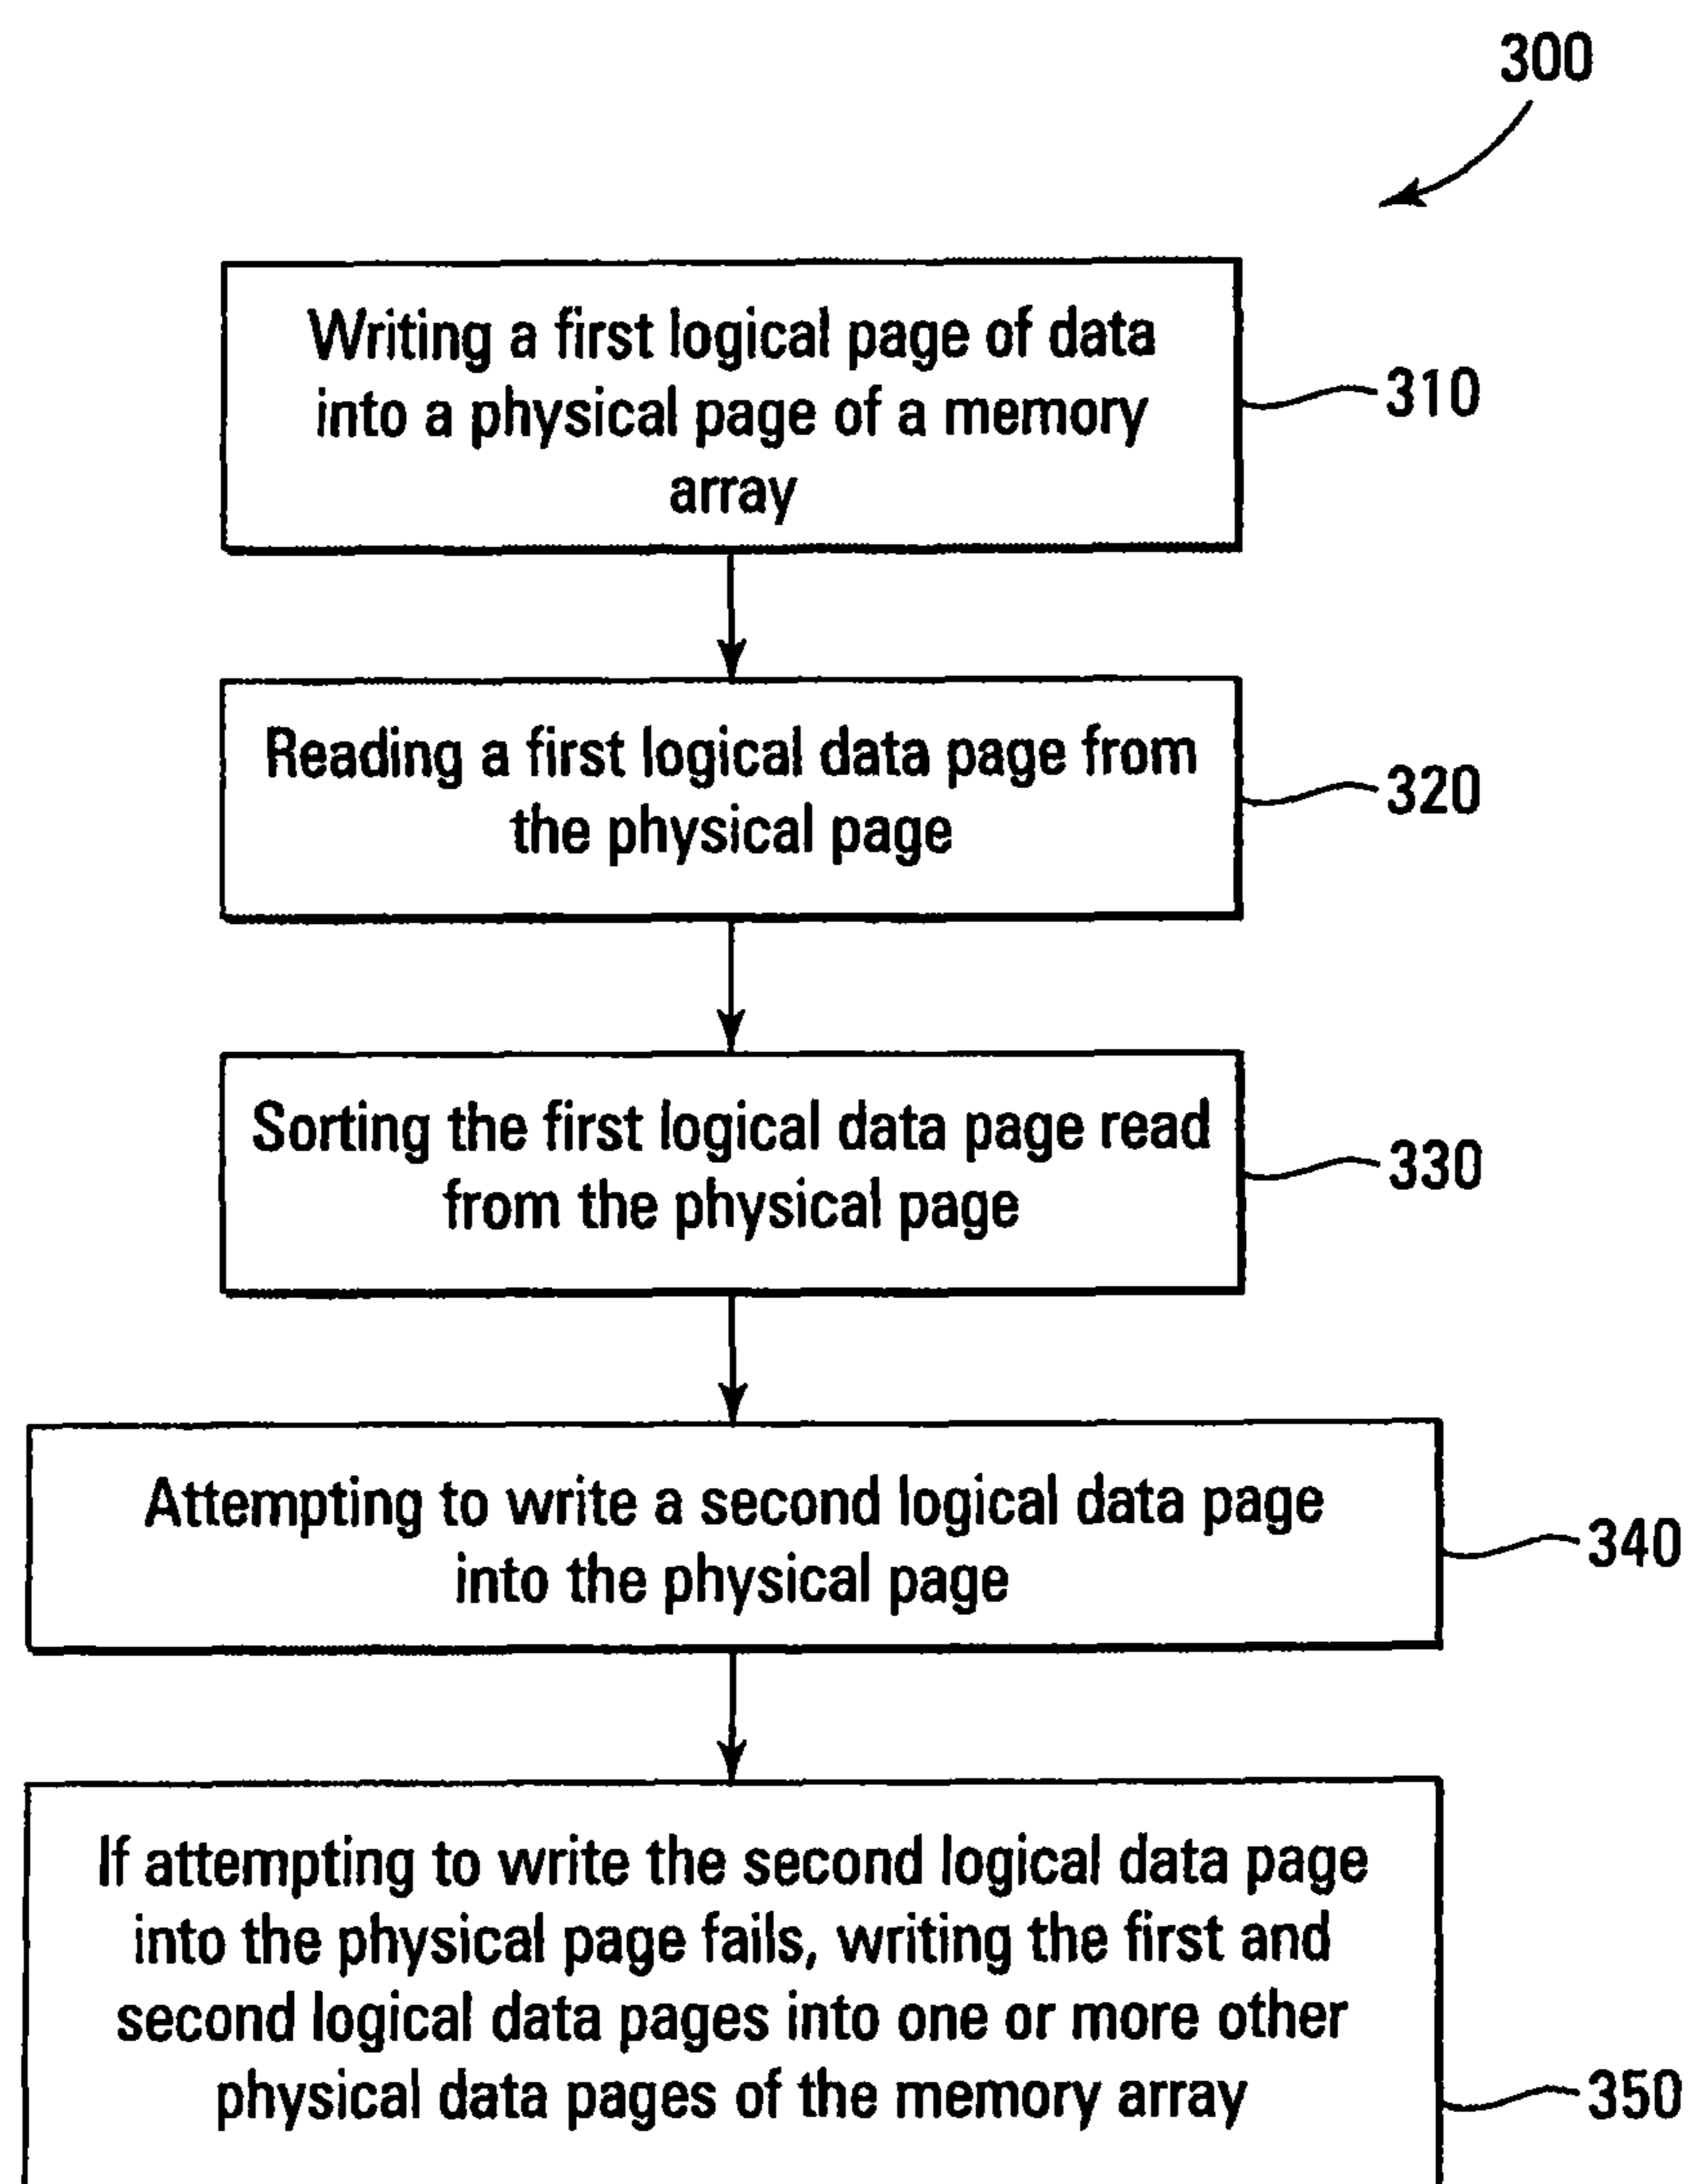 300
Writing a first logical page of data
into a physical page of a memory
array
310
Reading a first logical data page from
the physical page
320
Sorting the first logical data page read
from the physical page
330
Attempting to write a second logical data page
into the physical page
340
If attempting to write the second logical data page
into the physical page fails, writing the first and
second logical data pages into one or more other
physical data pages of the memory array
350